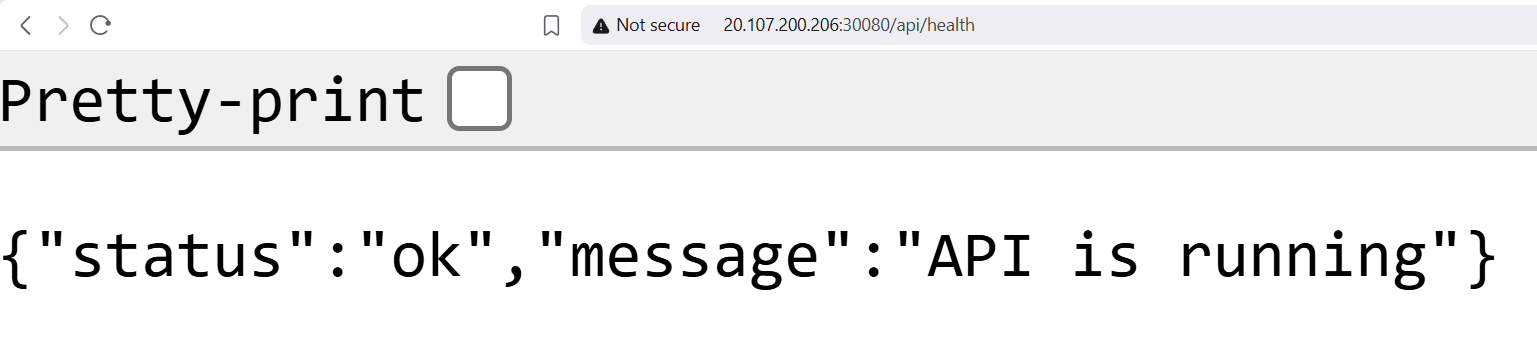 Not secure 20.107.200.206:30080/api/health
Pretty-print
{"status":"ok","message":"API is running"}